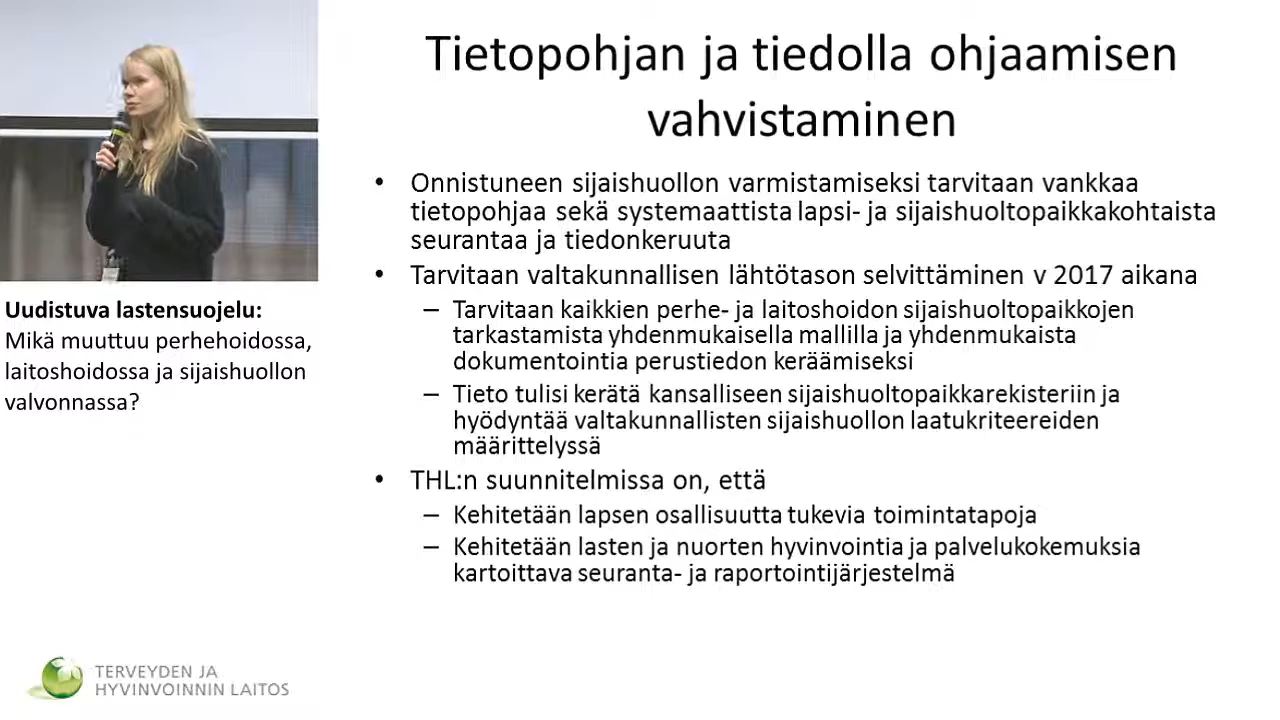 Tietopohjan ja tiedolla ohjaamisen
vahvistaminen
• Onnistuneen sijaishuollon varmistamiseksi tarvitaan vankkaa
tietopohjaa sekä systemaattista lapsi- ja sijaishuoltopaikkakohtaista
seurantaa ja tiedonkeruuta
• Tarvitaan valtakunnallisen lähtötason selvittäminen v 2017 aikana
– Tarvitaan kaikkien perhe- ja laitoshoidon sijaishuoltopaikkojen
tarkastamista yhdenmukaisella mallilla ja yhdenmukaista
dokumentointia perustiedon keräämiseksi
– Tieto tulisi kerätä kansalliseen sijaishuoltopaikkarekisteriin ja
hyödyntää valtakunnallisten sijaishuollon laatukriteereiden
määrittelyssä
• THL:n suunnitelmissa on, että
– Kehitetään lapsen osallisuutta tukevia toimintatapoja
– Kehitetään lasten ja nuorten hyvinvointia ja palvelukokemuksia
kartoittava seuranta- ja raportointijärjestelmä
Uudistuva lastensuojelu:
Mikä muuttuu perhehoidossa,
laitoshoidossa ja sijaishuollon
valvonnassa?
TERVEYDEN JA
HYVINVOINNIN LAITOS